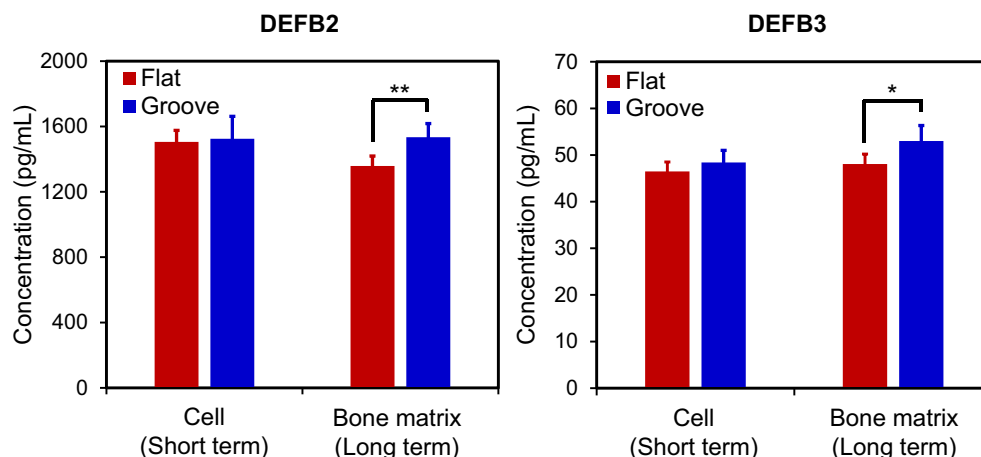 DEFB2
2000
1600
1200
800
400
0
Concentration (pg/mL)
Flat
Groove
**
Cell
(Short term)
Bone matrix
(Long term)
DEFB3
70
60
50
40
30
20
10
0
Concentration (pg/mL)
Flat
Groove
*
Cell
(Short term)
Bone matrix
(Long term)